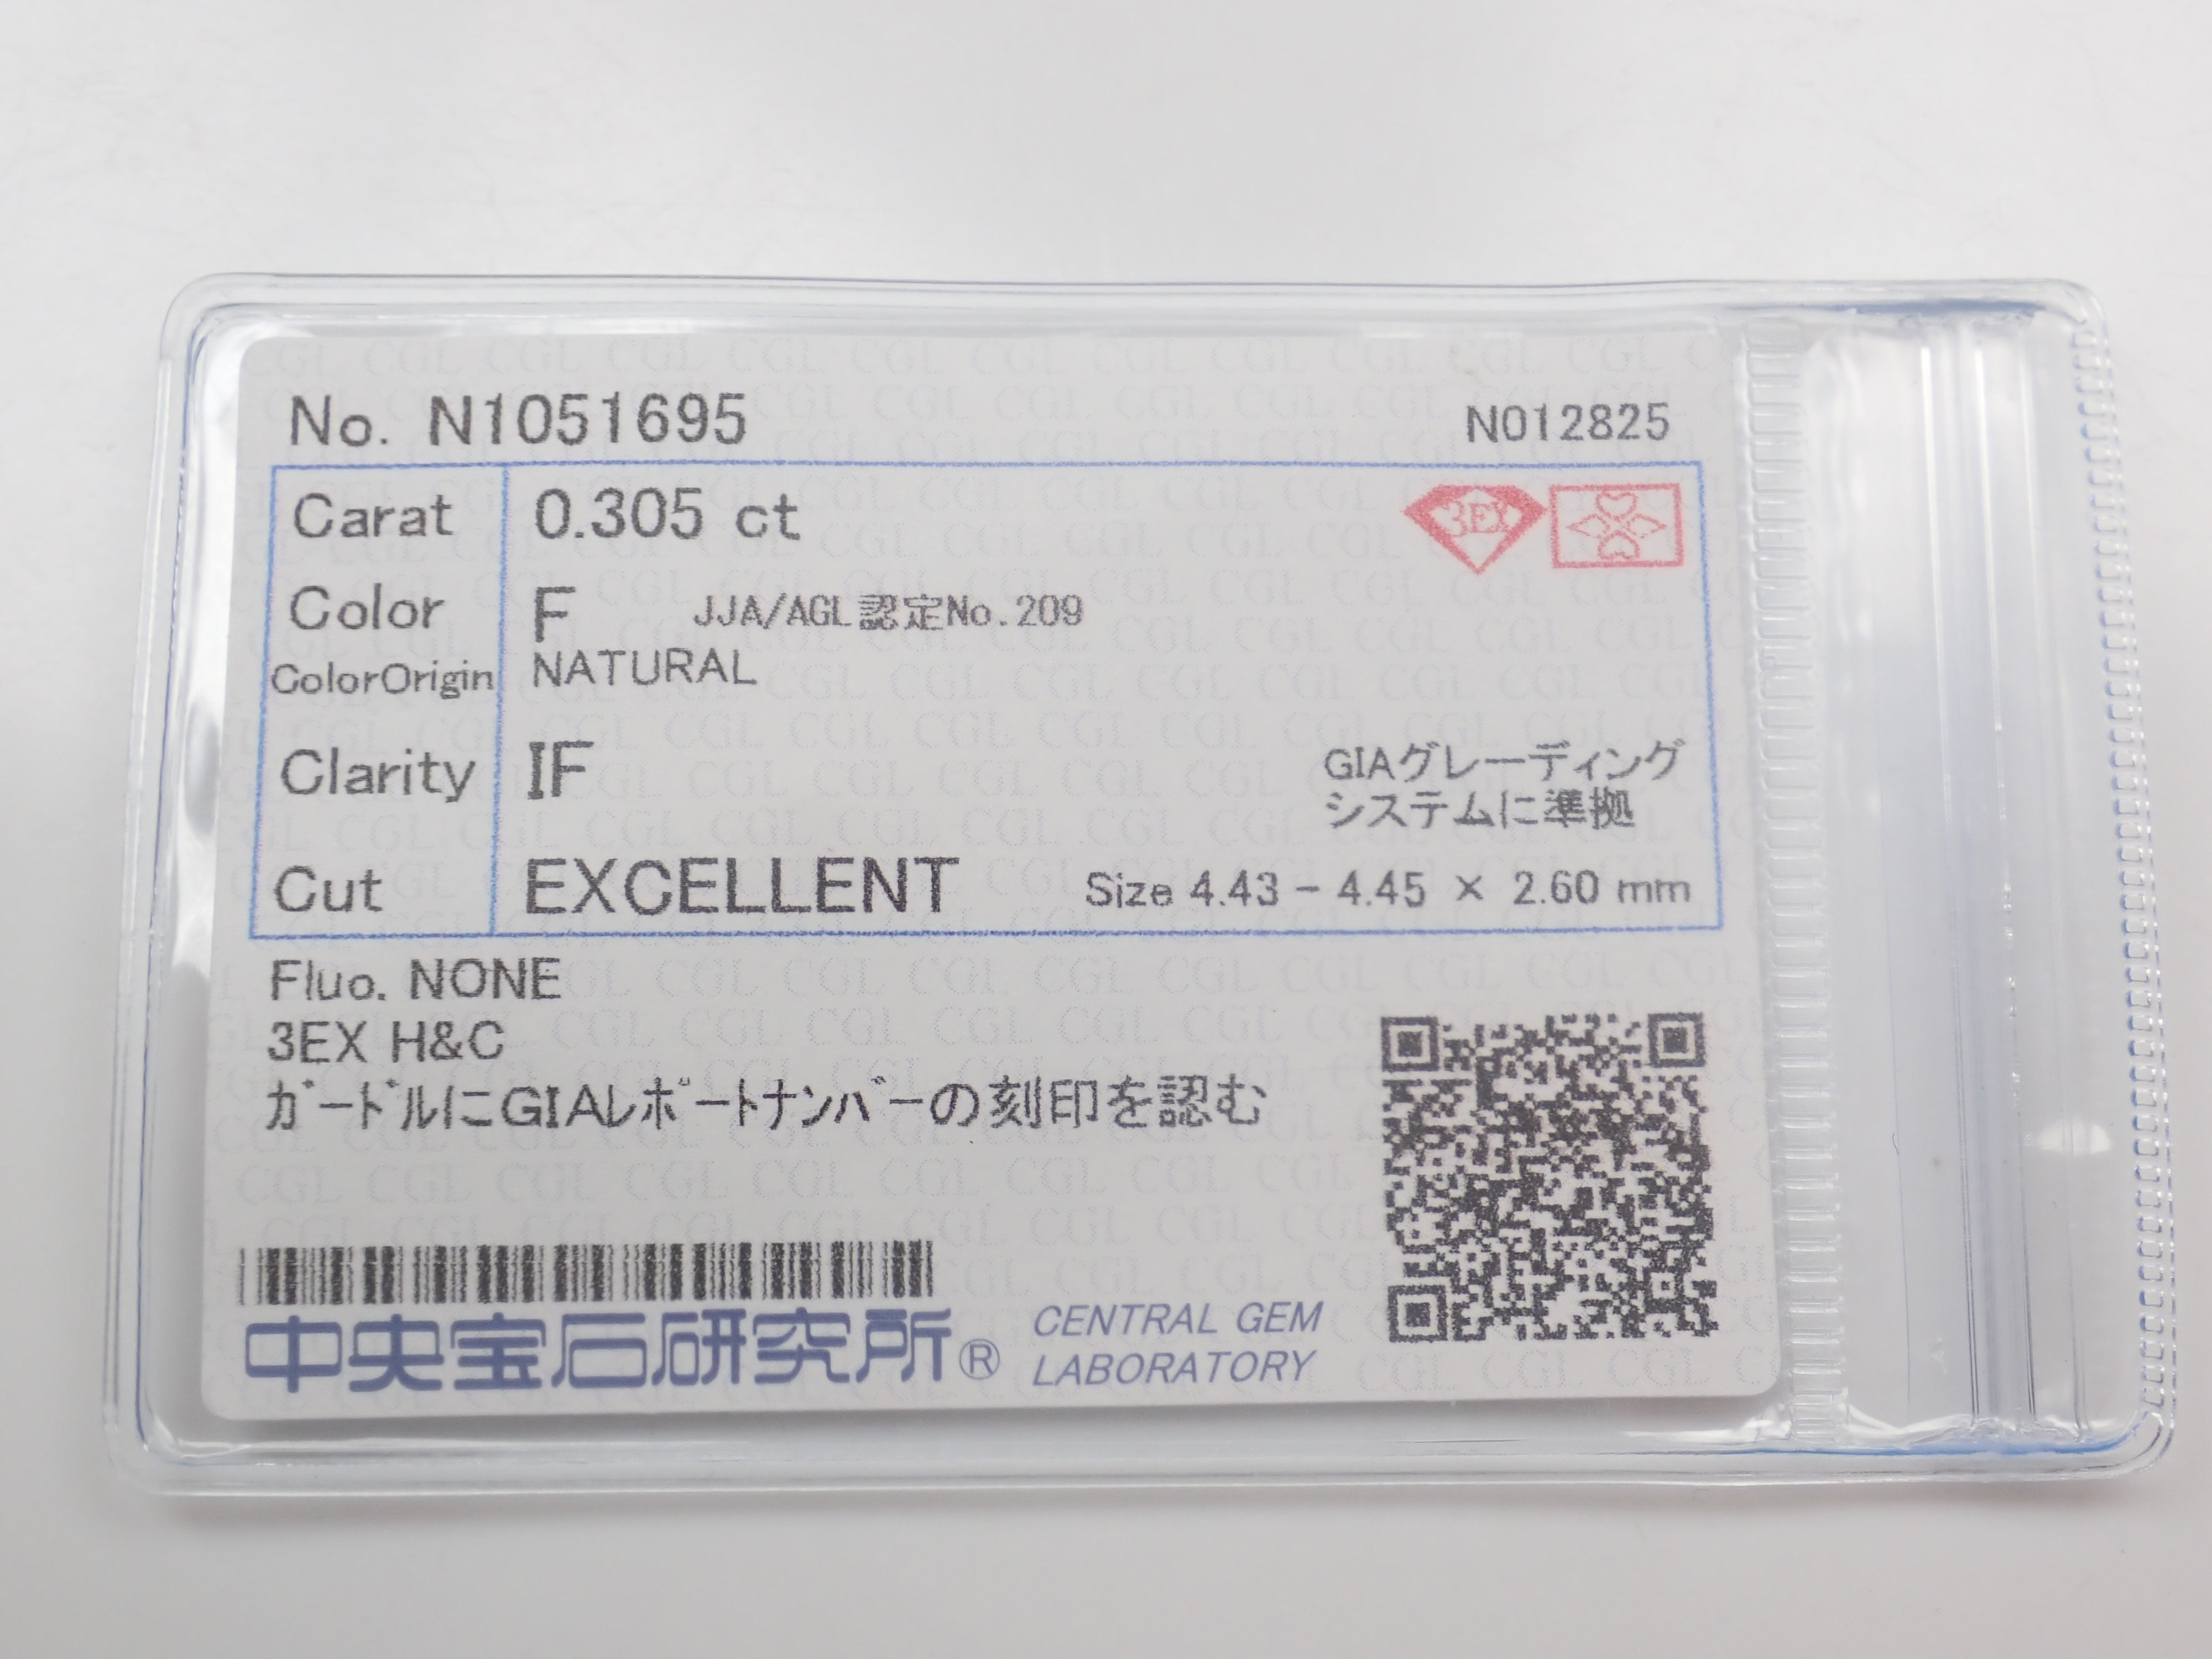 No. N1051695
N012825
Carat 0.305 ct
3EX
Color F JJA/AGL認定No.209
ColorOrigin NATURAL
Clarity IF
GIAグレーディング
システムに準拠
Cut EXCELLENT Size 4.43 - 4.45 × 2.60 mm
Fluo. NONE
3EX H&C
ガードルにGIAレポートナンバーの刻印を認む
中央宝石研究所®
CENTRAL GEM
LABORATORY